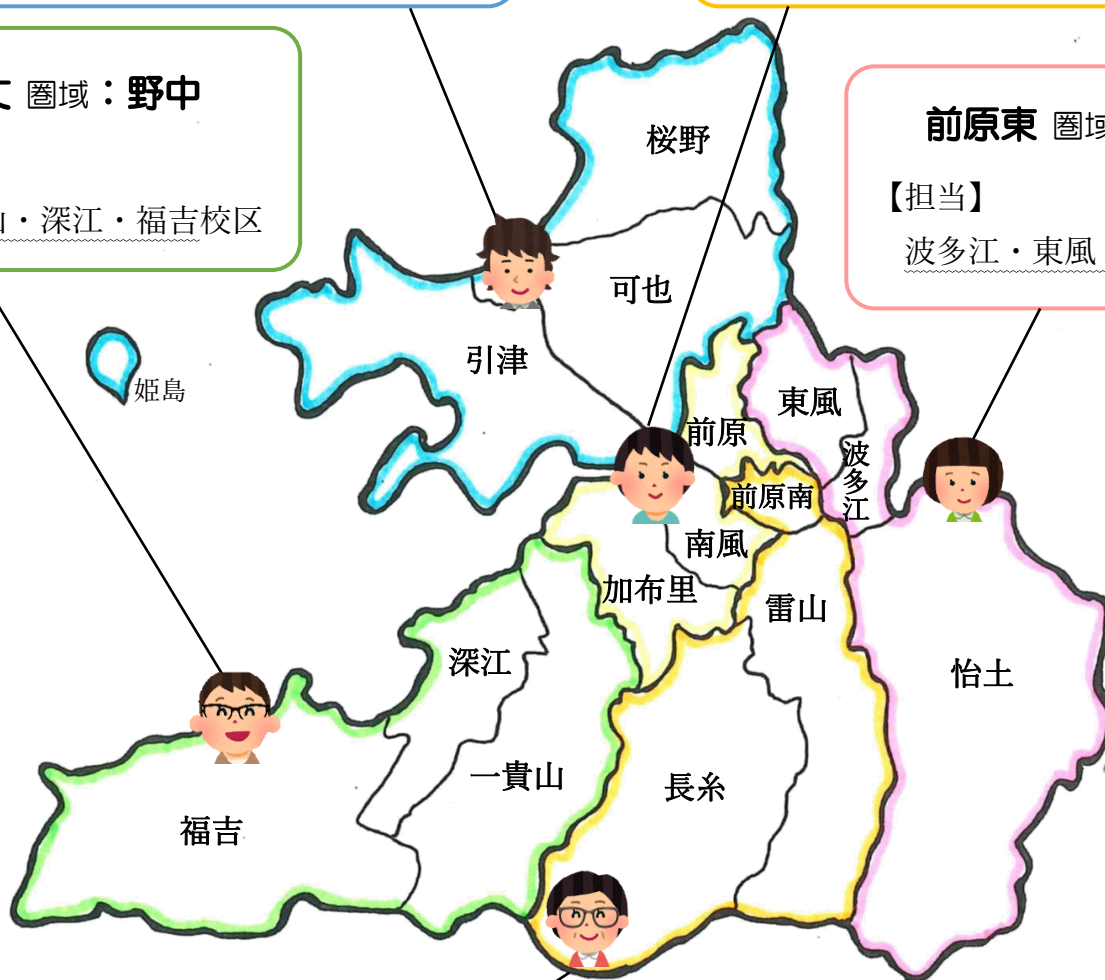 圏域：野中
・深江・福吉校区
前原東 圏域
【担当】
波多江・東風
桜野
可也
引津
姫島
東風
前原
波多江
前原南
南風
加布里
雷山
深江
怡土
一貴山
長糸
福吉